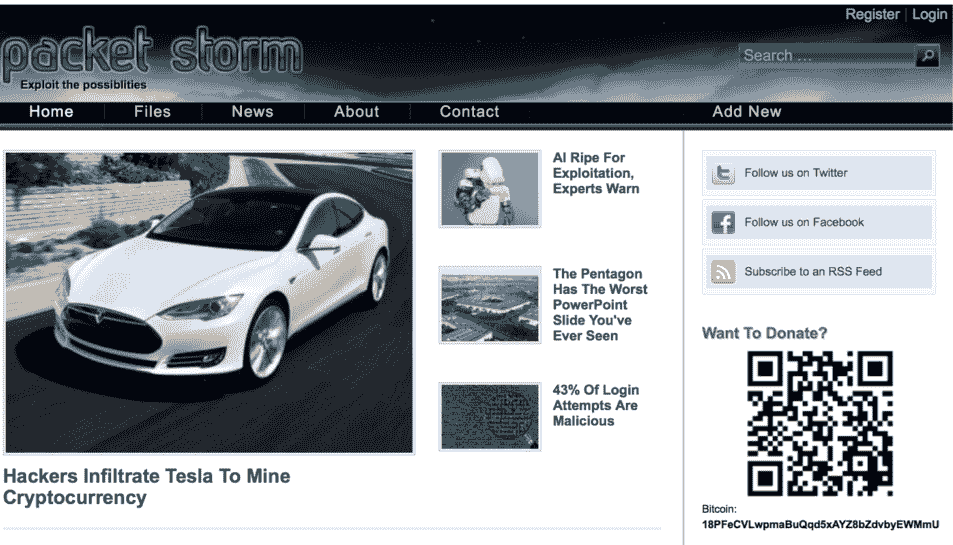 Register | Login
packet storm
Exploit the possiblities
Search …
Home
Files
News
About
Contact
Add New
AI Ripe For
Exploitation,
Experts Warn
The Pentagon
Has The Worst
PowerPoint
Slide You've
Ever Seen
43% Of Login
Attempts Are
Malicious
Hackers Infiltrate Tesla To Mine
Cryptocurrency
Follow us on Twitter
Follow us on Facebook
Subscribe to an RSS Feed
Want To Donate?
Bitcoin:
18PFeCVLwpmaBuQqd5xAYZ8bZdvbyEWMmU